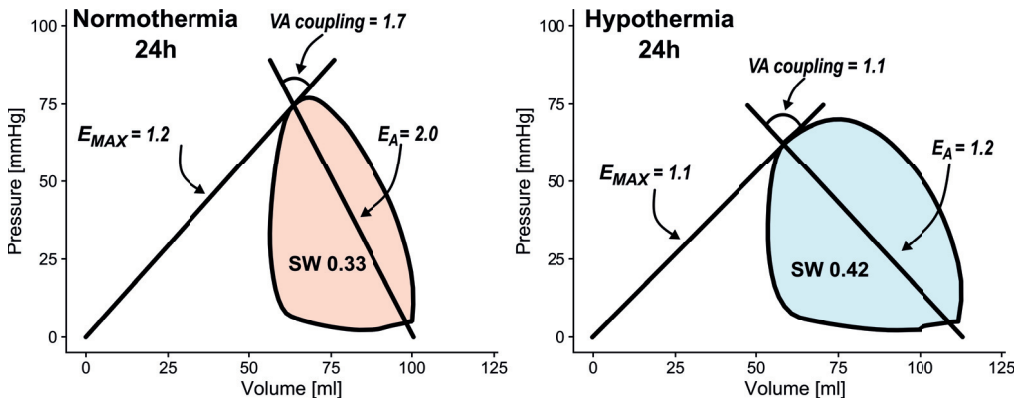 Normothermia
24h
VA coupling = 1.7
E_MAX = 1.2
E_A = 2.0
SW 0.33
Pressure [mmHg]
100
75
50
25
0
0 25 50 75 100 125
Volume [ml]
Hypothermia
24h
VA coupling = 1.1
E_MAX = 1.1
E_A = 1.2
SW 0.42
Pressure [mmHg]
100
75
50
25
0
0 25 50 75 100 125
Volume [ml]